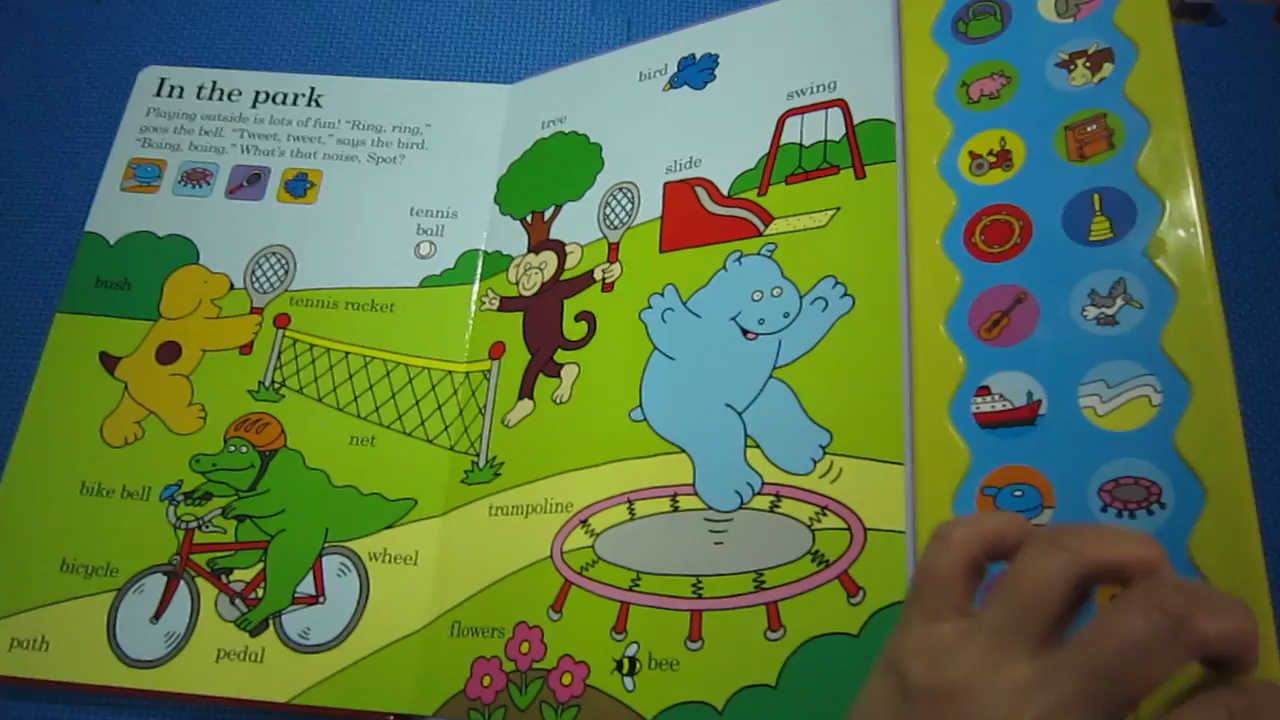 In the park
Playing outside is lots of fun! "Ring, ring,"
goes the bell. "Tweet, tweet," says the bird.
"Boing, boing." What's that noise, Spot?
bird
swing
tree
slide
tennis
ball
bush
tennis racket
net
bike bell
trampoline
wheel
bicycle
flowers
path
pedal
bee